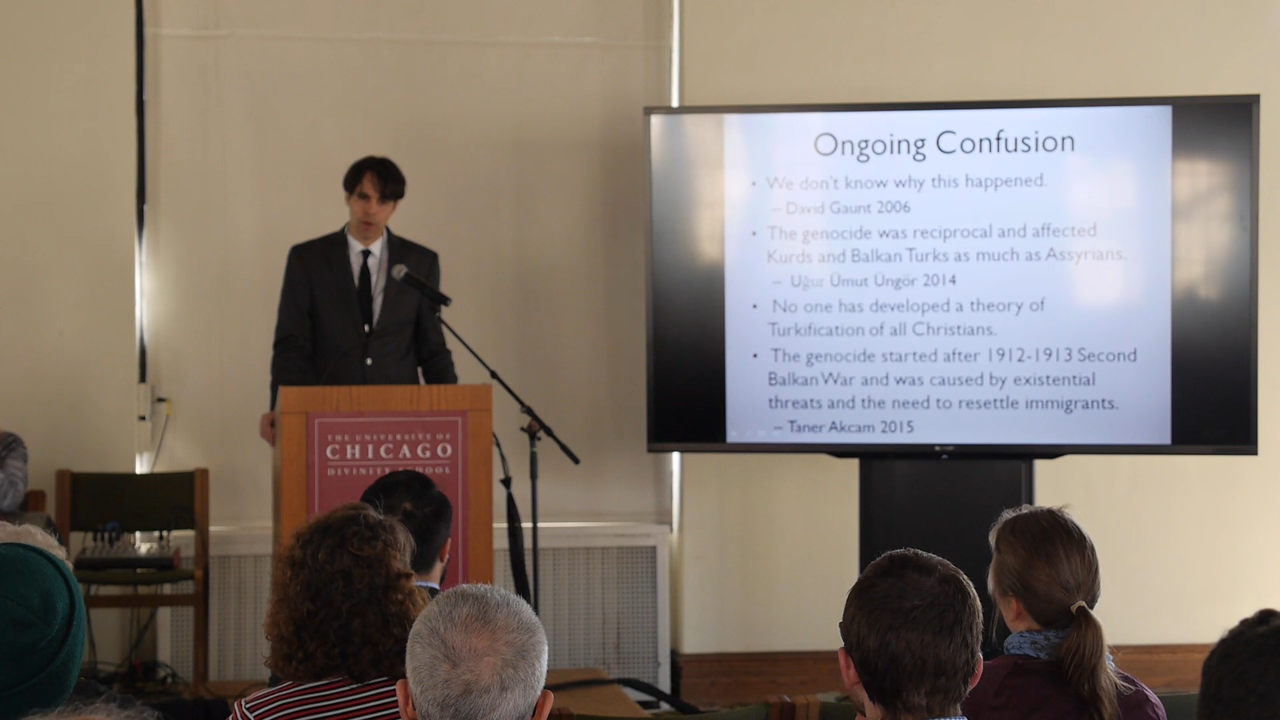 THE UNIVERSITY OF
CHICAGO
DIVINITY SCHOOL
Ongoing Confusion
• We don't know why this happened.
– David Gaunt 2006
• The genocide was reciprocal and affected
Kurds and Balkan Turks as much as Assyrians.
– Uğur Ümut Üngör 2014
• No one has developed a theory of
Turkification of all Christians.
• The genocide started after 1912-1913 Second
Balkan War and was caused by existential
threats and the need to resettle immigrants.
– Taner Akcam 2015